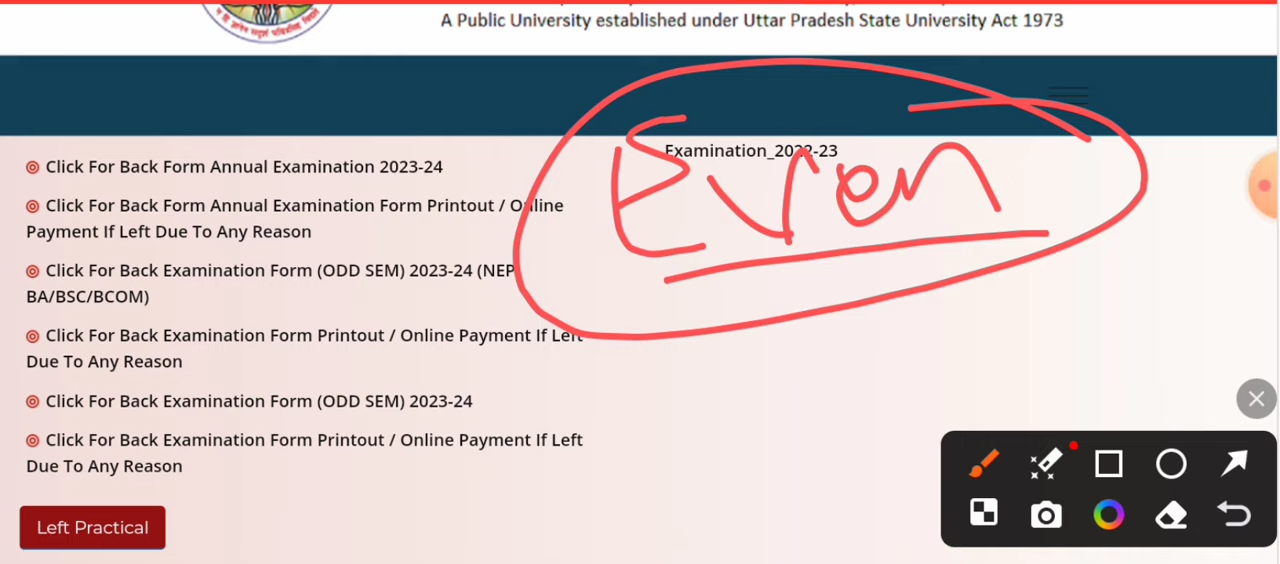 A Public University established under Uttar Pradesh State University Act 1973
Click For Back Form Annual Examination 2023-24
Examination_2022-23
Even
Click For Back Form Annual Examination Form Printout / Online
Payment If Left Due To Any Reason
Click For Back Examination Form (ODD SEM) 2023-24 (NEP
BA/BSC/BCOM)
Click For Back Examination Form Printout / Online Payment If Left
Due To Any Reason
Click For Back Examination Form (ODD SEM) 2023-24
Click For Back Examination Form Printout / Online Payment If Left
Due To Any Reason
Left Practical